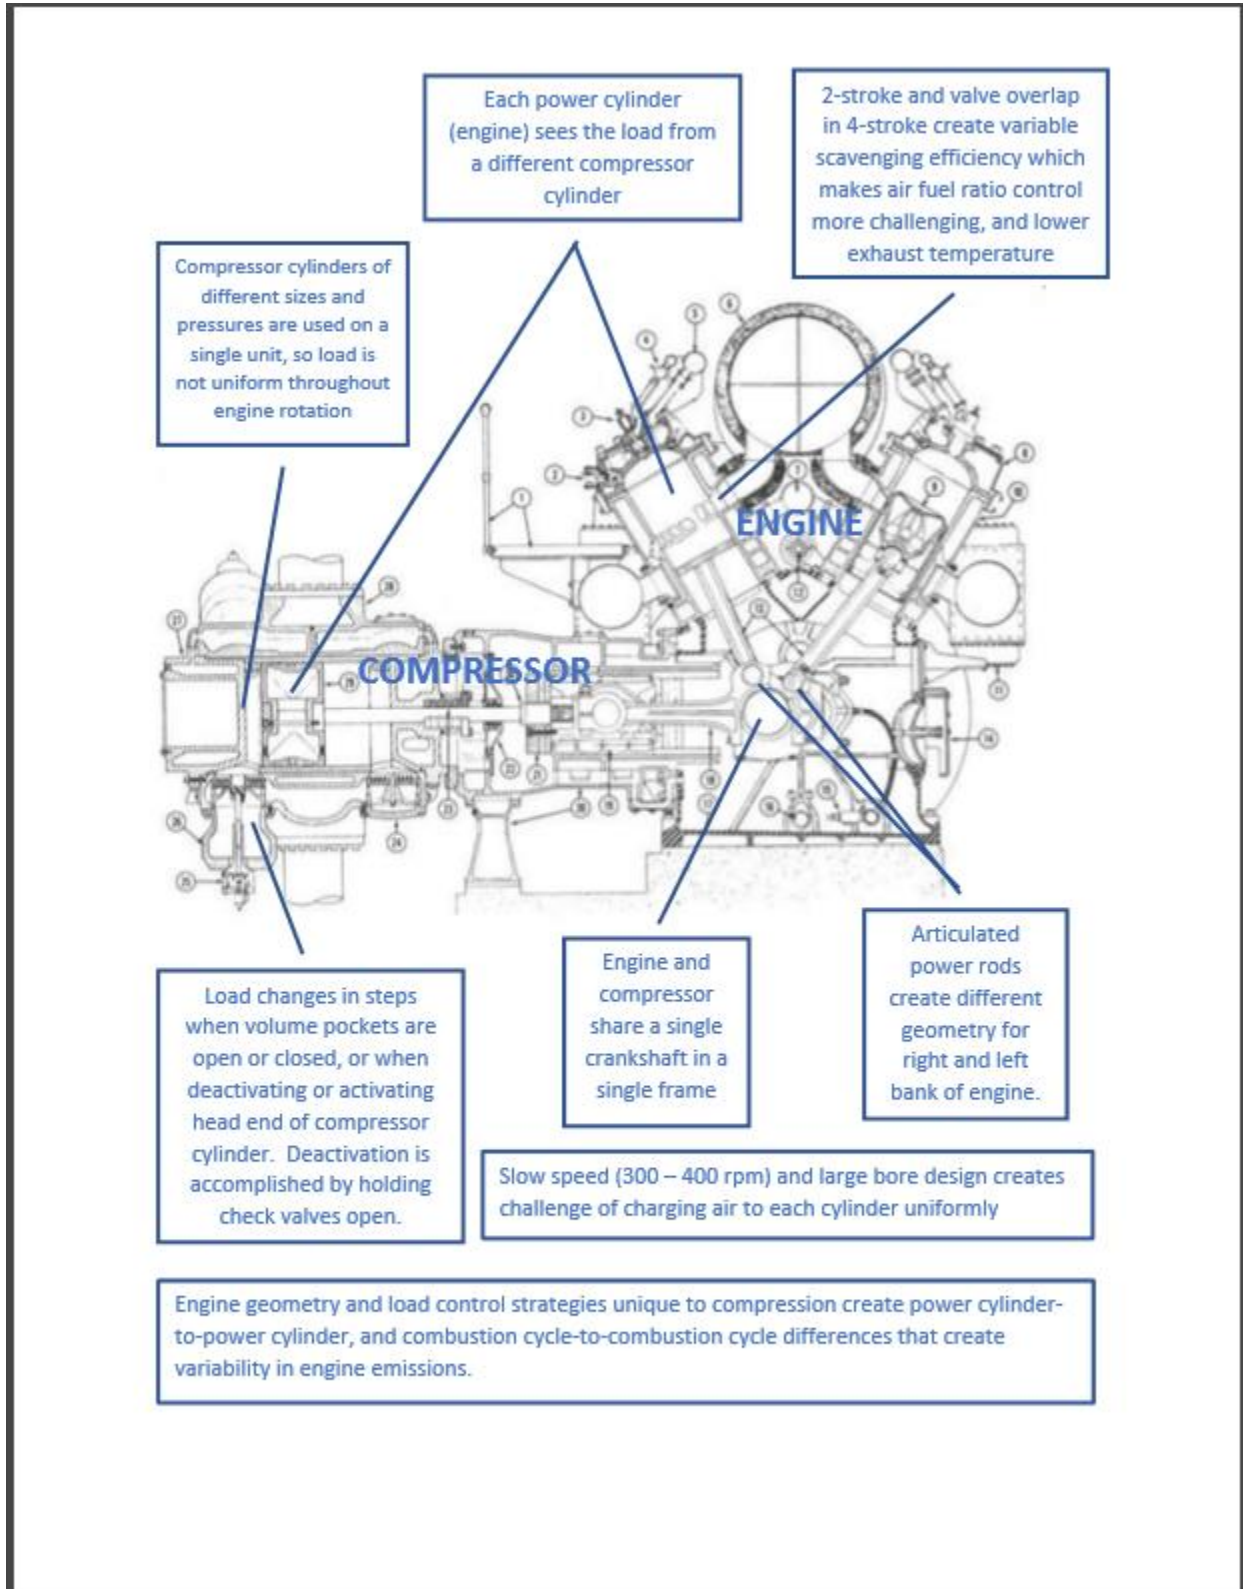 Each power cylinder
(engine) sees the load from
a different compressor
cylinder
2-stroke and valve overlap
in 4-stroke create variable
scavenging efficiency which
makes air fuel ratio control
more challenging, and lower
exhaust temperature
Compressor cylinders of
different sizes and
pressures are used on a
single unit, so load is
not uniform throughout
engine rotation
ENGINE
COMPRESSOR
Load changes in steps
when volume pockets are
open or closed, or when
deactivating or activating
head end of compressor
cylinder. Deactivation is
accomplished by holding
check valves open.
Engine and
compressor
share a single
crankshaft in a
single frame
Articulated
power rods
create different
geometry for
right and left
bank of engine.
Slow speed (300 – 400 rpm) and large bore design creates
challenge of charging air to each cylinder uniformly
Engine geometry and load control strategies unique to compression create power cylinder-
to-power cylinder, and combustion cycle-to-combustion cycle differences that create
variability in engine emissions.